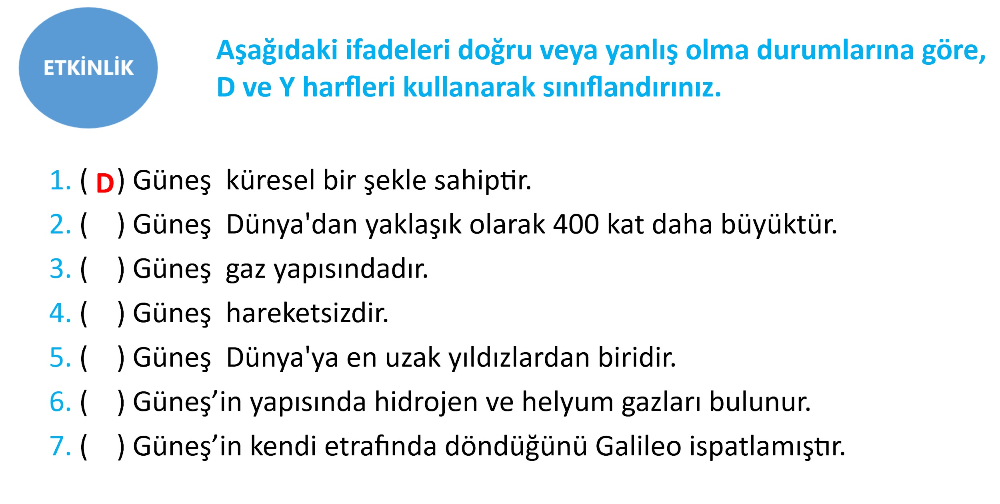 ETKİNLİK
Aşağıdaki ifadeleri doğru veya yanlış olma durumlarına göre,
D ve Y harfleri kullanarak sınıflandırınız.
1. ( D ) Güneş küresel bir şekle sahiptir.
2. ( ) Güneş Dünya'dan yaklaşık olarak 400 kat daha büyüktür.
3. ( ) Güneş gaz yapısındadır.
4. ( ) Güneş hareketsizdir.
5. ( ) Güneş Dünya'ya en uzak yıldızlardan biridir.
6. ( ) Güneş’in yapısında hidrojen ve helyum gazları bulunur.
7. ( ) Güneş’in kendi etrafında döndüğünü Galileo ispatlamıştır.